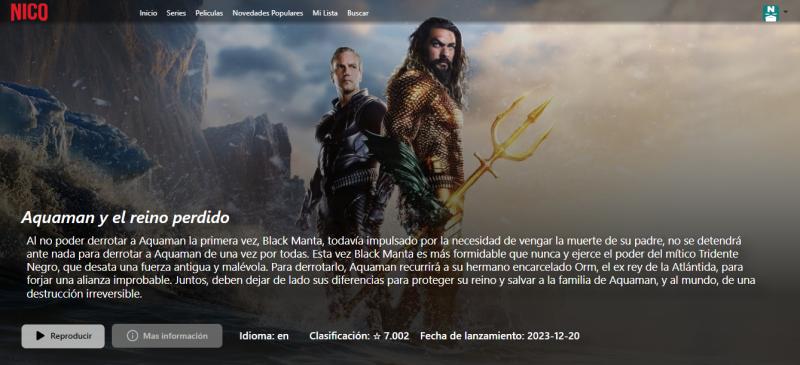 NICO
Inicio Series Peliculas Novedades Populares Mi Lista Buscar
N
Aquaman y el reino perdido
Al no poder derrotar a Aquaman la primera vez, Black Manta, todavía impulsado por la necesidad de vengar la muerte de su padre, no se detendrá
ante nada para derrotar a Aquaman de una vez por todas. Esta vez Black Manta es más formidable que nunca y ejerce el poder del mítico Tridente
Negro, que desata una fuerza antigua y malévola. Para derrotarlo, Aquaman recurrirá a su hermano encarcelado Orm, el ex rey de la Atlántida, para
forjar una alianza improbable. Juntos, deben dejar de lado sus diferencias para proteger su reino y salvar a la familia de Aquaman, y al mundo, de una
destrucción irreversible.
Reproducir Mas información Idioma: en Clasificación: ☆ 7.002 Fecha de lanzamiento: 2023-12-20